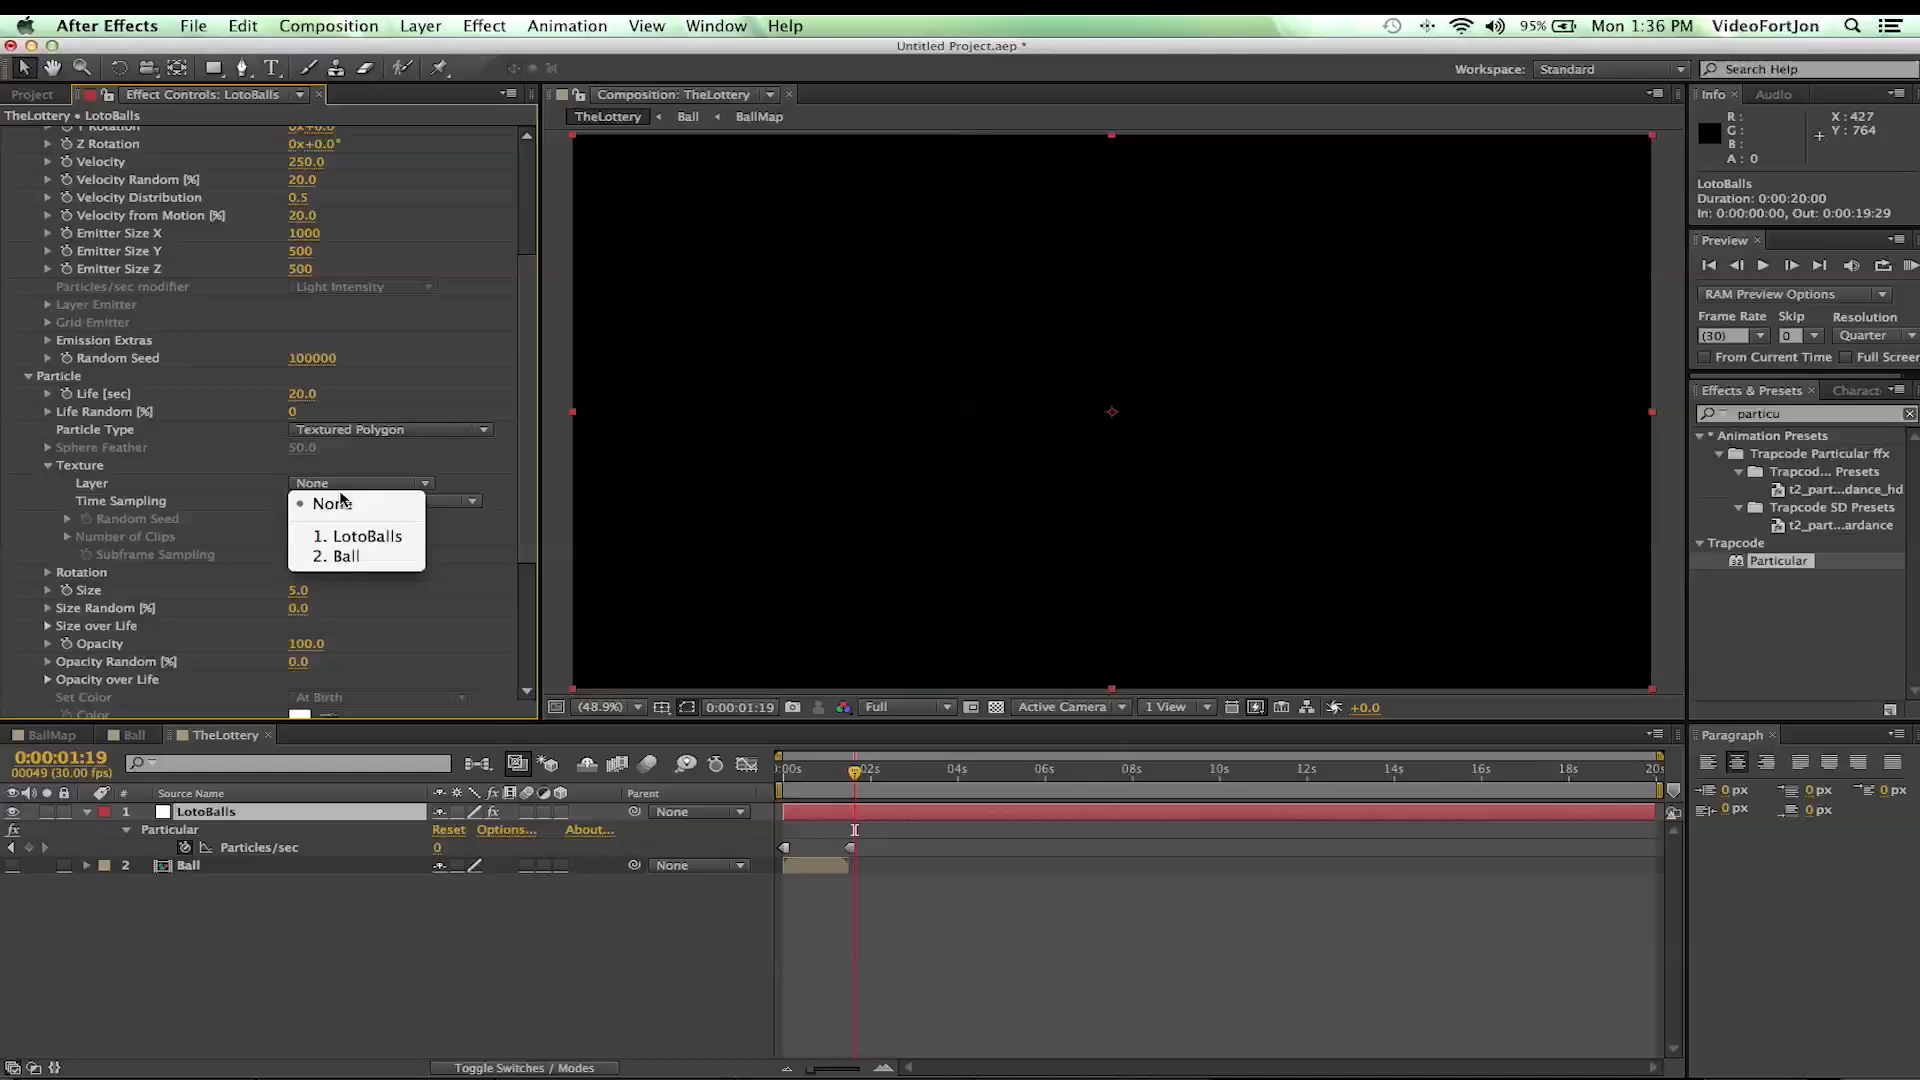 After Effects File Edit Composition Layer Effect Animation View Window Help 95% Mon 1:36 PM VideoFortJon
Untitled Project.aep *
Workspace: Standard Search Help
Project Effect Controls: LotoBalls
TheLottery • LotoBalls
Y Rotation 0x+0.0°
Z Rotation 0x+0.0°
Velocity 250.0
Velocity Random [%] 20.0
Velocity Distribution 0.5
Velocity from Motion [%] 20.0
Emitter Size X 1000
Emitter Size Y 500
Emitter Size Z 500
Particles/sec modifier Light Intensity
Layer Emitter
Grid Emitter
Emission Extras
Random Seed 100000
Particle
Life [sec] 20.0
Life Random [%] 0
Particle Type Textured Polygon
Sphere Feather 50.0
Texture
Layer None
Time Sampling
None
Random Seed
1. LotoBalls
Number of Clips
2. Ball
Subframe Sampling
Rotation
Size 5.0
Size Random [%] 0.0
Size over Life
Opacity 100.0
Opacity Random [%] 0.0
Opacity over Life
Set Color At Birth
Color
Composition: TheLottery
TheLottery Ball BallMap
(48.9%) 0:00:01:19 Full Active Camera 1 View +0.0
Info Audio
R : X : 427
G : Y : 764
B :
A : 0
LotoBalls
Duration: 0:00:20:00
In: 0:00:00:00, Out: 0:00:19:29
Preview
RAM Preview Options
Frame Rate Skip Resolution
(30) 0 Quarter
From Current Time Full Screen
Effects & Presets Charact
particu
* Animation Presets
Trapcode Particular ffx
Trapcod... Presets
t2_part...dance_hd
Trapcode SD Presets
t2_part...ardance
Trapcode
Particular
BallMap Ball TheLottery
0:00:01:19
00049 (30.00 fps)
:00s 02s 04s 06s 08s 10s 12s 14s 16s 18s 20s
# Source Name Parent
1 LotoBalls fx None
fx Particular Reset Options... About...
Particles/sec 0
2 Ball None
Toggle Switches / Modes
Paragraph
0 px 0 px 0 px
0 px 0 px